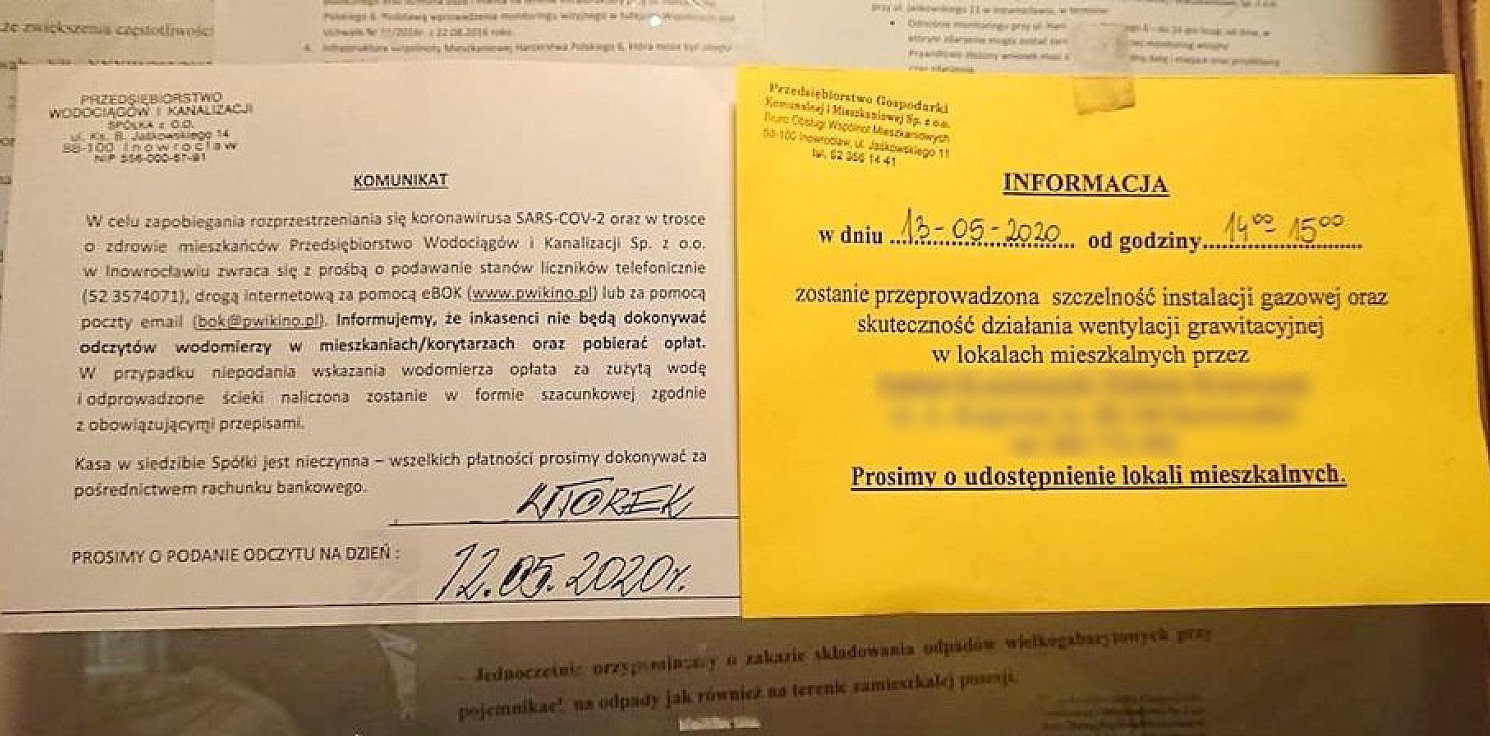 że zwiększenia częstotliwości
PRZEDSIĘBIORSTWO
WODOCIĄGÓW I KANALIZACJI
SPÓŁKA z O.O.
ul. Ks. B. Jaśkowskiego 14
88-100 Inowrocław
NIP 556-000-67-81
KOMUNIKAT
W celu zapobiegania rozprzestrzeniania się koronawirusa SARS-COV-2 oraz w trosce
o zdrowie mieszkańców Przedsiębiorstwo Wodociągów i Kanalizacji Sp. z o.o.
w Inowrocławiu zwraca się z prośbą o podawanie stanów liczników telefonicznie
(52 3574071), drogą internetową za pomocą eBOK (www.pwikino.pl) lub za pomocą
poczty email (bok@pwikino.pl). Informujemy, że inkasenci nie będą dokonywać
odczytów wodomierzy w mieszkaniach/korytarzach oraz pobierać opłat.
W przypadku niepodania wskazania wodomierza opłata za zużytą wodę
i odprowadzone ścieki naliczona zostanie w formie szacunkowej zgodnie
z obowiązującymi przepisami.
Kasa w siedzibie Spółki jest nieczynna – wszelkich płatności prosimy dokonywać za
pośrednictwem rachunku bankowego.
WTOREK
PROSIMY O PODANIE ODCZYTU NA DZIEŃ :
12.05.2020r.
Przedsiębiorstwo Gospodarki
Komunalnej i Mieszkaniowej Sp. z o.o.
Biuro Obsługi Wspólnot Mieszkaniowych
88-100 Inowrocław, ul. Jaśkowskiego 11
tel. 52 356 14 41
INFORMACJA
w dniu 13-05-2020 od godziny 14⁰⁰ 15⁰⁰
zostanie przeprowadzona szczelność instalacji gazowej oraz
skuteczność działania wentylacji grawitacyjnej
w lokalach mieszkalnych przez
Prosimy o udostępnienie lokali mieszkalnych.
. Jednocześnie przypominamy o zakazie składowania odpadów wielkogabarytowych przy
na odpady jak również na terenie zamieszkałej posesji.